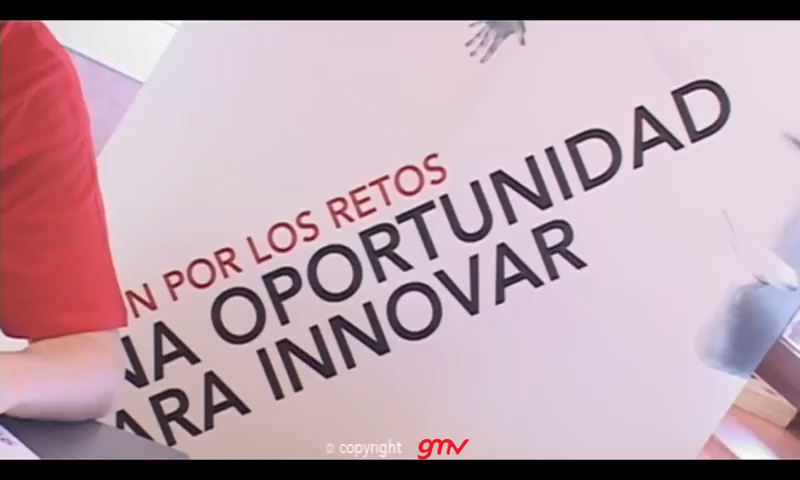 N POR LOS RETOS
NA OPORTUNIDAD
ARA INNOVAR
© copyright gmv